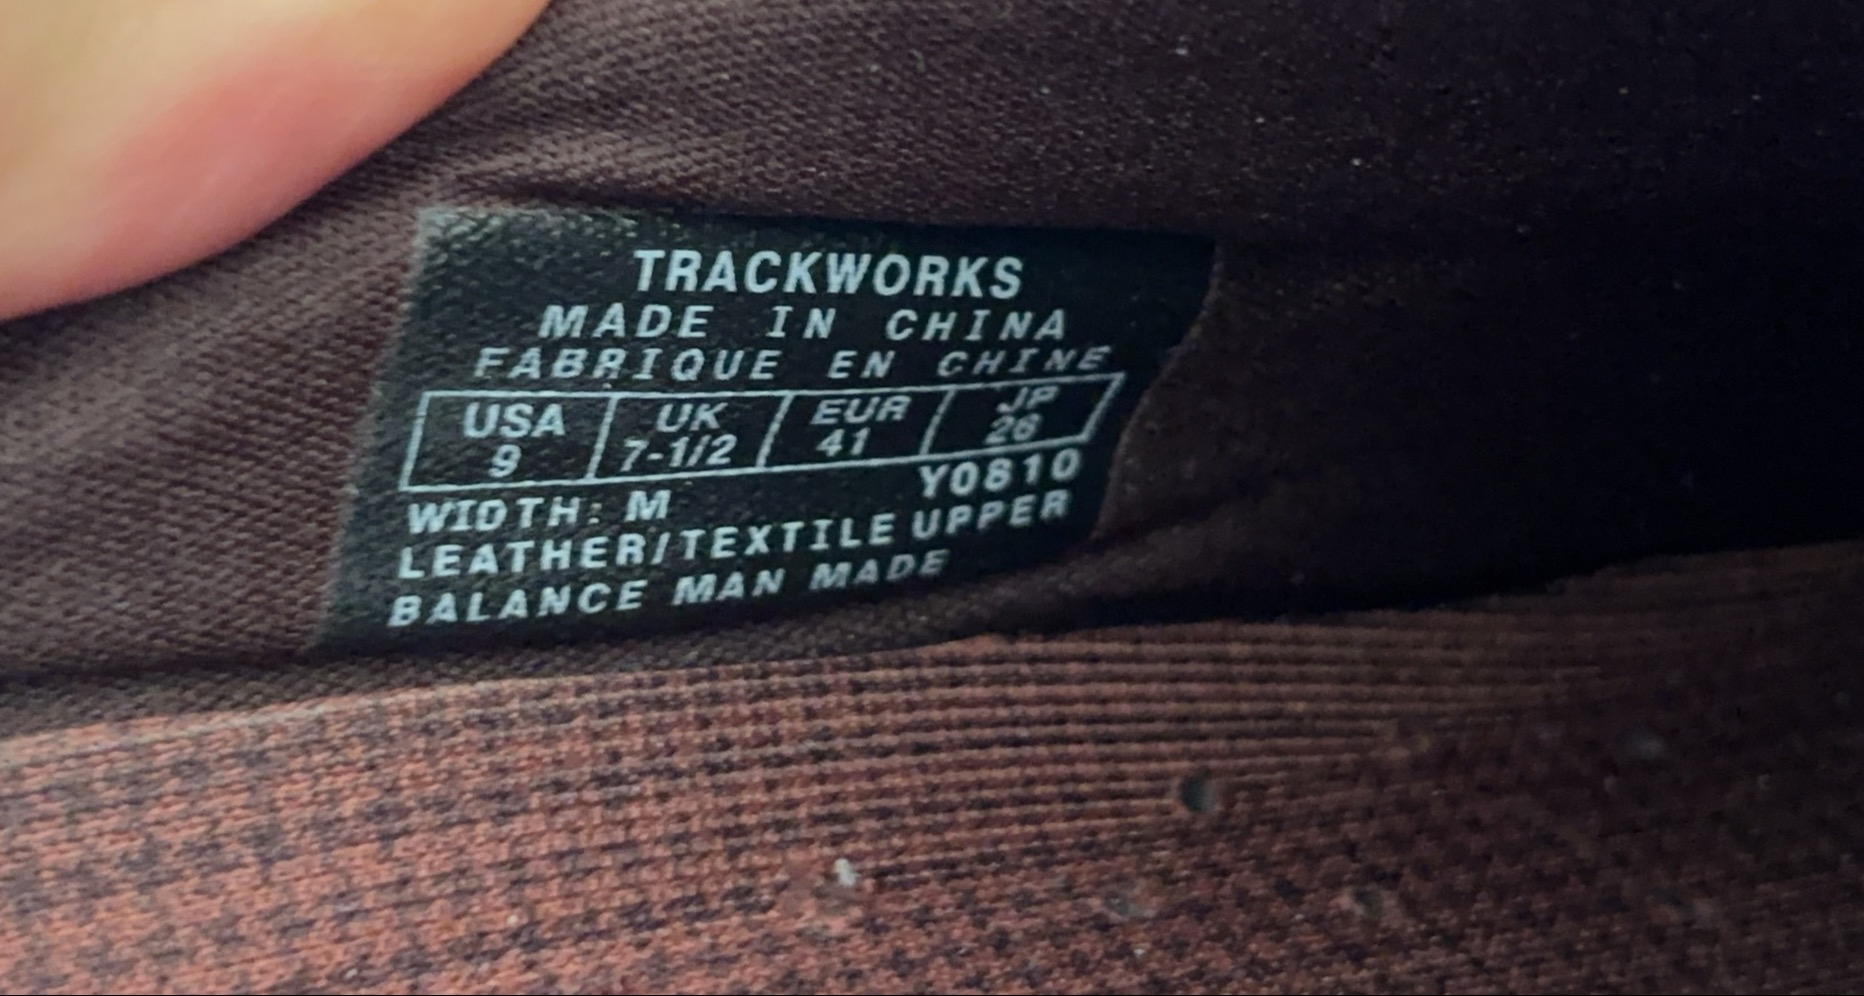 TRACKWORKS
MADE IN CHINA
FABRIQUE EN CHINE
USA UK EUR JP
9 7-1/2 41 26
Y0810
WIDTH: M
LEATHER/TEXTILE UPPER
BALANCE MAN MADE